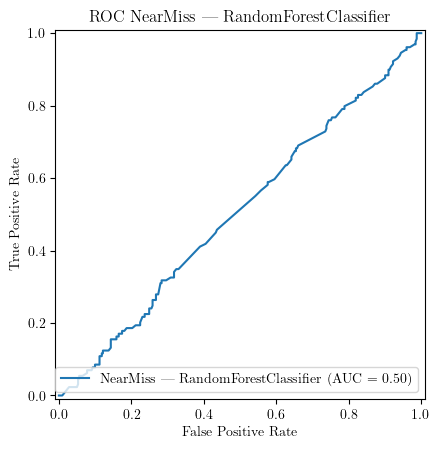 ROC NearMiss — RandomForestClassifier
1.0
0.8
0.6
0.4
0.2
0.0
True Positive Rate
NearMiss — RandomForestClassifier (AUC = 0.50)
0.0 0.2 0.4 0.6 0.8 1.0
False Positive Rate